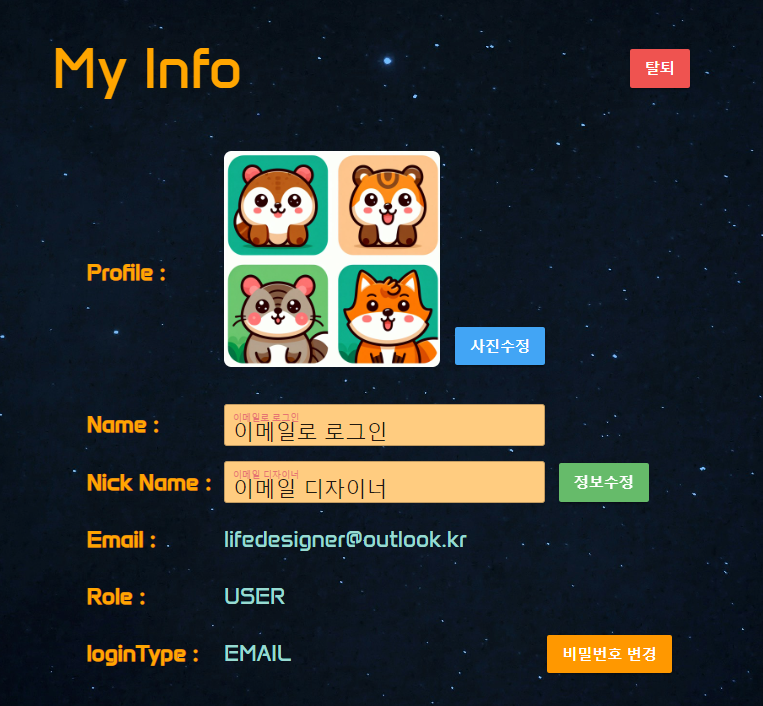 My Info
탈퇴
Profile :
사진수정
Name :
이메일로 로그인
이메일로 로그인
Nick Name :
이메일 디자이너
이메일 디자이너
정보수정
Email :
lifedesigner@outlook.kr
Role :
USER
loginType :
EMAIL
비밀번호 변경